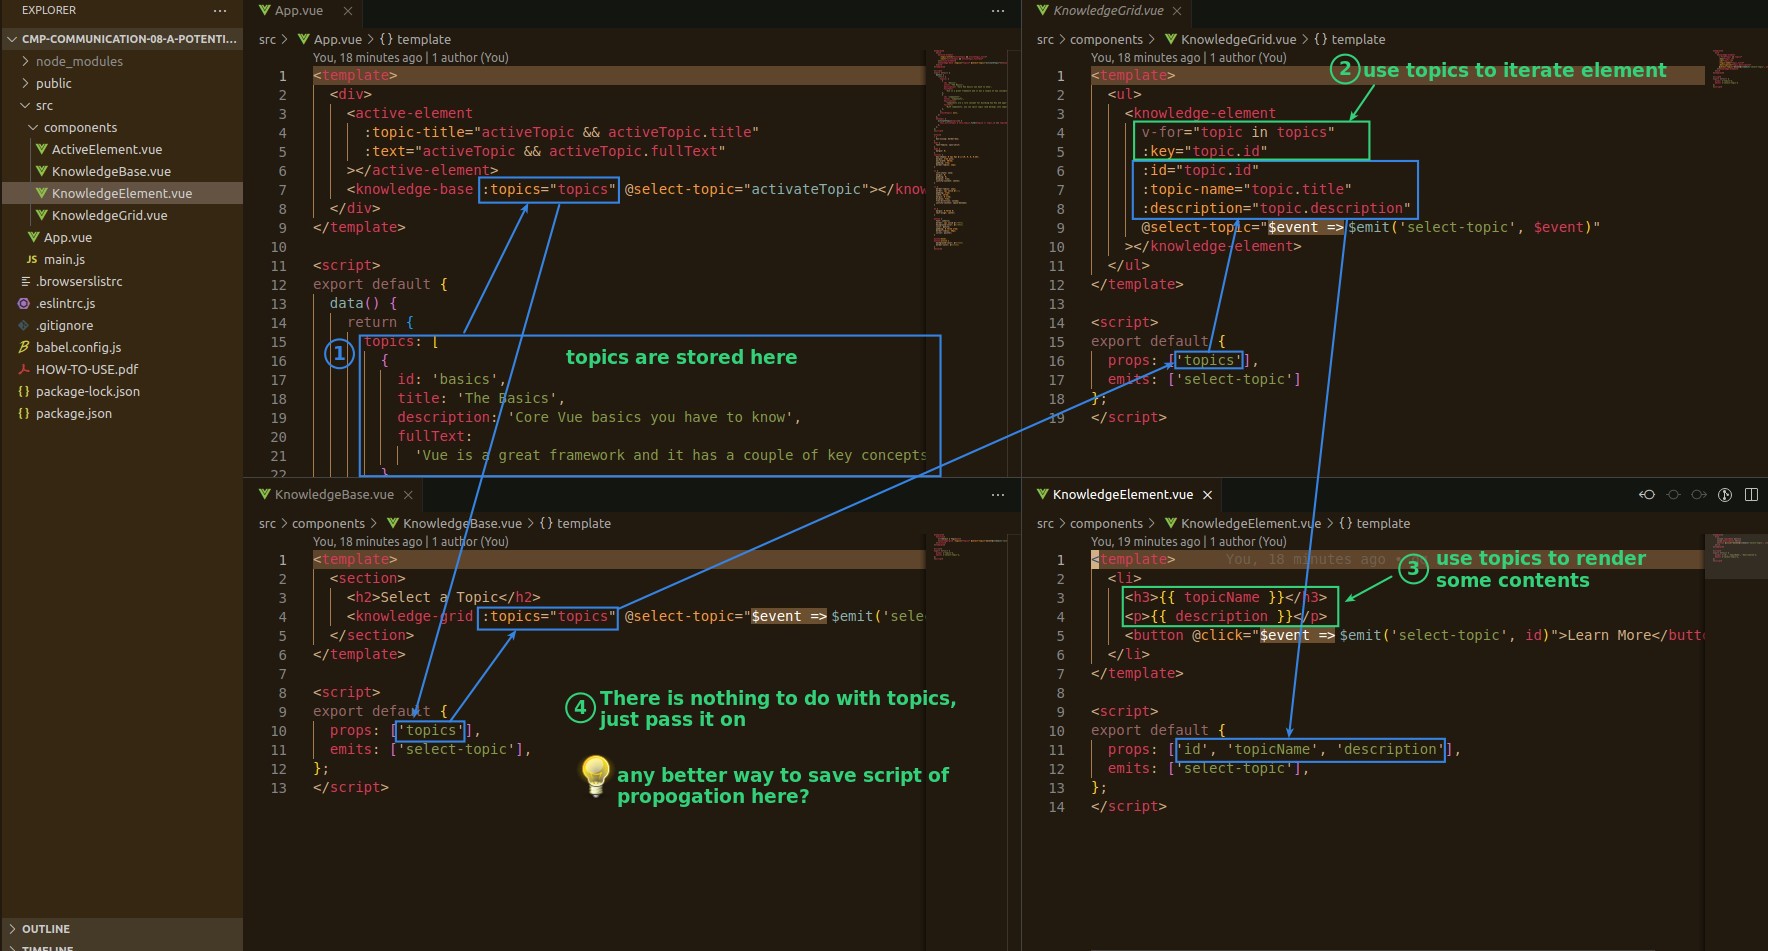 EXPLORER
CMP-COMMUNICATION-08-A-POTENTI...
node_modules
public
src
components
ActiveElement.vue
KnowledgeBase.vue
KnowledgeElement.vue
KnowledgeGrid.vue
App.vue
JS main.js
.browserslistrc
.eslintrc.js
.gitignore
babel.config.js
HOW-TO-USE.pdf
package-lock.json
package.json
OUTLINE
TIMELINE
App.vue
src > App.vue > {} template
You, 18 minutes ago | 1 author (You)
1 <template>
2 <div>
3 <active-element
4 :topic-title="activeTopic && activeTopic.title"
5 :text="activeTopic && activeTopic.fullText"
6 ></active-element>
7 <knowledge-base :topics="topics" @select-topic="activateTopic"></know
8 </div>
9 </template>
10
11 <script>
12 export default {
13 data() {
14 return {
15 topics: [
16 {
17 id: 'basics',
18 title: 'The Basics',
19 description: 'Core Vue basics you have to know',
20 fullText:
21 'Vue is a great framework and it has a couple of key concepts
22 }
1
topics are stored here
KnowledgeGrid.vue
src > components > KnowledgeGrid.vue > {} template
You, 18 minutes ago | 1 author (You)
2 use topics to iterate element
1 <template>
2 <ul>
3 <knowledge-element
4 v-for="topic in topics"
5 :key="topic.id"
6 :id="topic.id"
7 :topic-name="topic.title"
8 :description="topic.description"
9 @select-topic="$event => $emit('select-topic', $event)"
10 ></knowledge-element>
11 </ul>
12 </template>
13
14 <script>
15 export default {
16 props: ['topics'],
17 emits: ['select-topic']
18 };
19 </script>
KnowledgeBase.vue
src > components > KnowledgeBase.vue > {} template
You, 18 minutes ago | 1 author (You)
1 <template>
2 <section>
3 <h2>Select a Topic</h2>
4 <knowledge-grid :topics="topics" @select-topic="$event => $emit('sele
5 </section>
6 </template>
7
8 <script>
9 export default {
10 props: ['topics'],
11 emits: ['select-topic'],
12 };
13 </script>
4 There is nothing to do with topics,
just pass it on
any better way to save script of
propogation here?
KnowledgeElement.vue
src > components > KnowledgeElement.vue > {} template
You, 19 minutes ago | 1 author (You)
1 <template> You, 18 minutes ago •
2 <li>
3 <h3>{{ topicName }}</h3>
4 <p>{{ description }}</p>
5 <button @click="$event => $emit('select-topic', id)">Learn More</butto
6 </li>
7 </template>
8
9 <script>
10 export default {
11 props: ['id', 'topicName', 'description'],
12 emits: ['select-topic'],
13 };
14 </script>
3 use topics to render
some contents